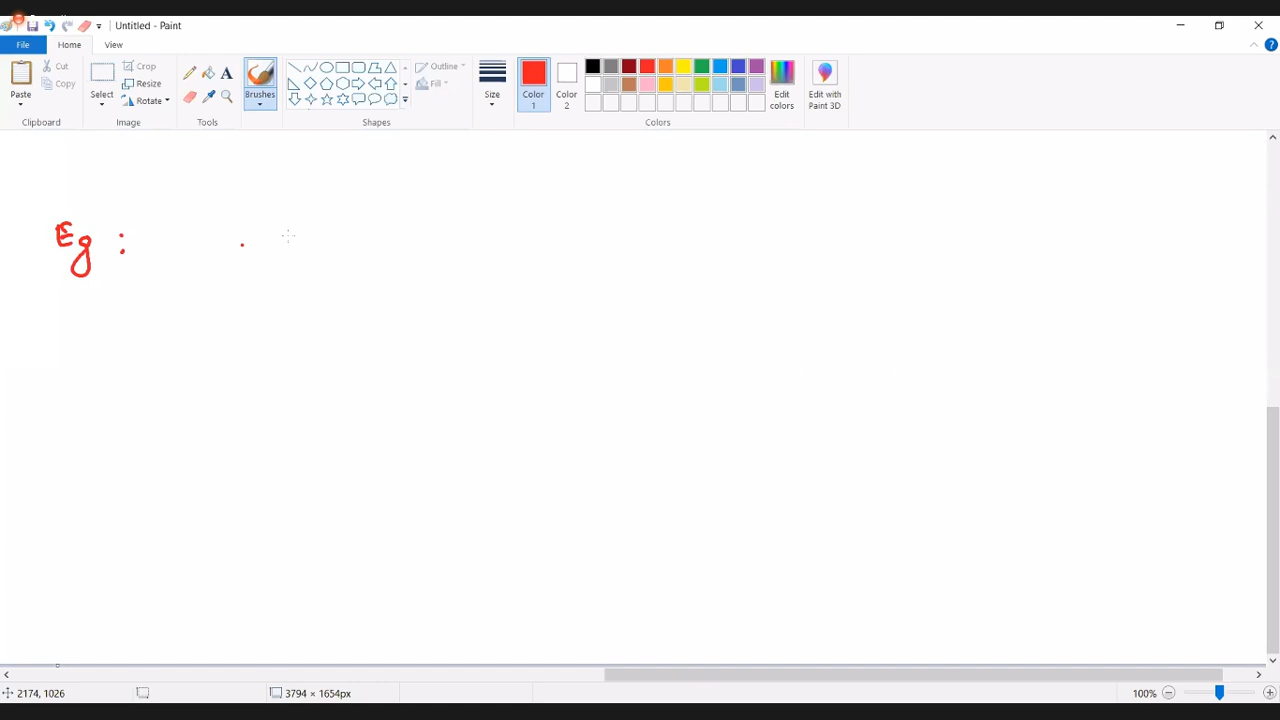 Untitled - Paint
File Home View
Paste
Cut
Copy
Clipboard
Select
Crop
Resize
Rotate
Image
Tools
Brushes
Shapes
Outline
Fill
Size
Color 1
Color 2
Colors
Edit colors
Edit with Paint 3D
Eg : .
2174, 1026
3794 × 1654px
100%